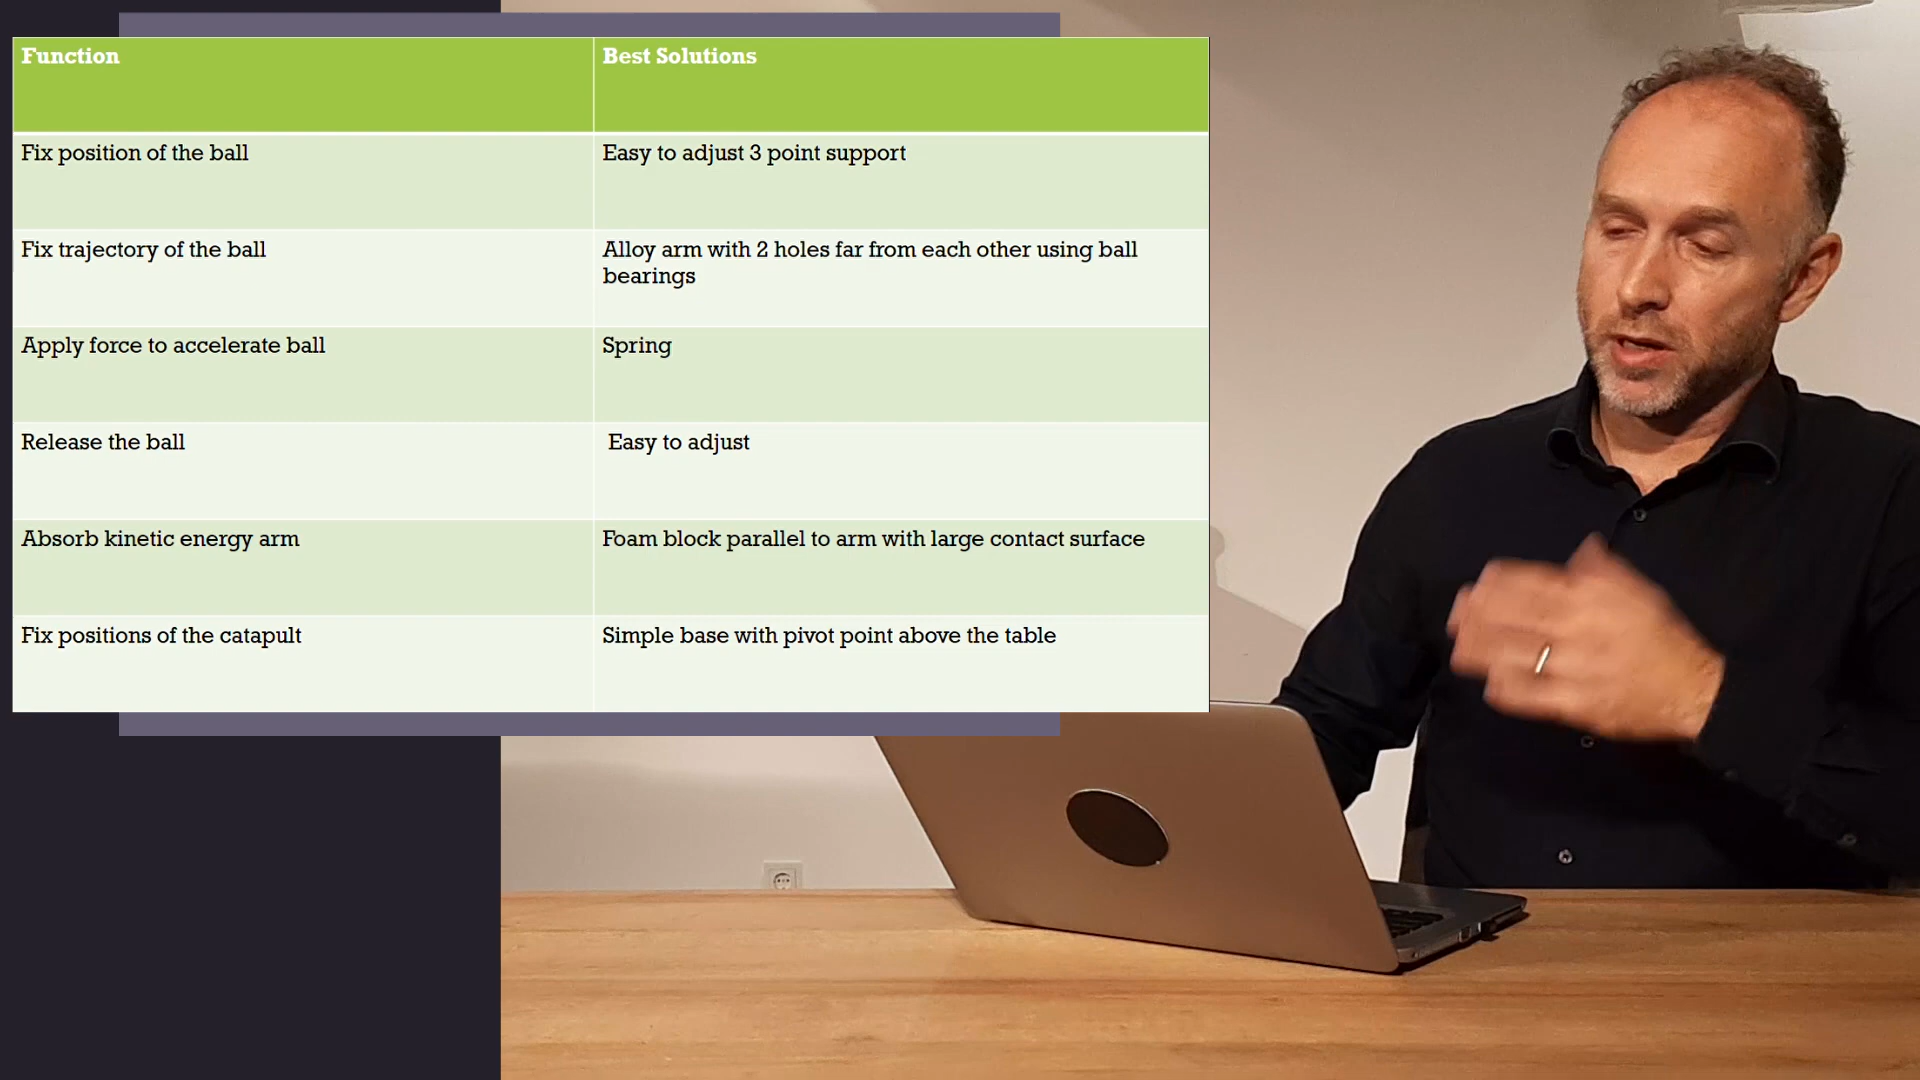 Function
Best Solutions
Fix position of the ball
Easy to adjust 3 point support
Fix trajectory of the ball
Alloy arm with 2 holes far from each other using ball
bearings
Apply force to accelerate ball
Spring
Release the ball
Easy to adjust
Absorb kinetic energy arm
Foam block parallel to arm with large contact surface
Fix positions of the catapult
Simple base with pivot point above the table